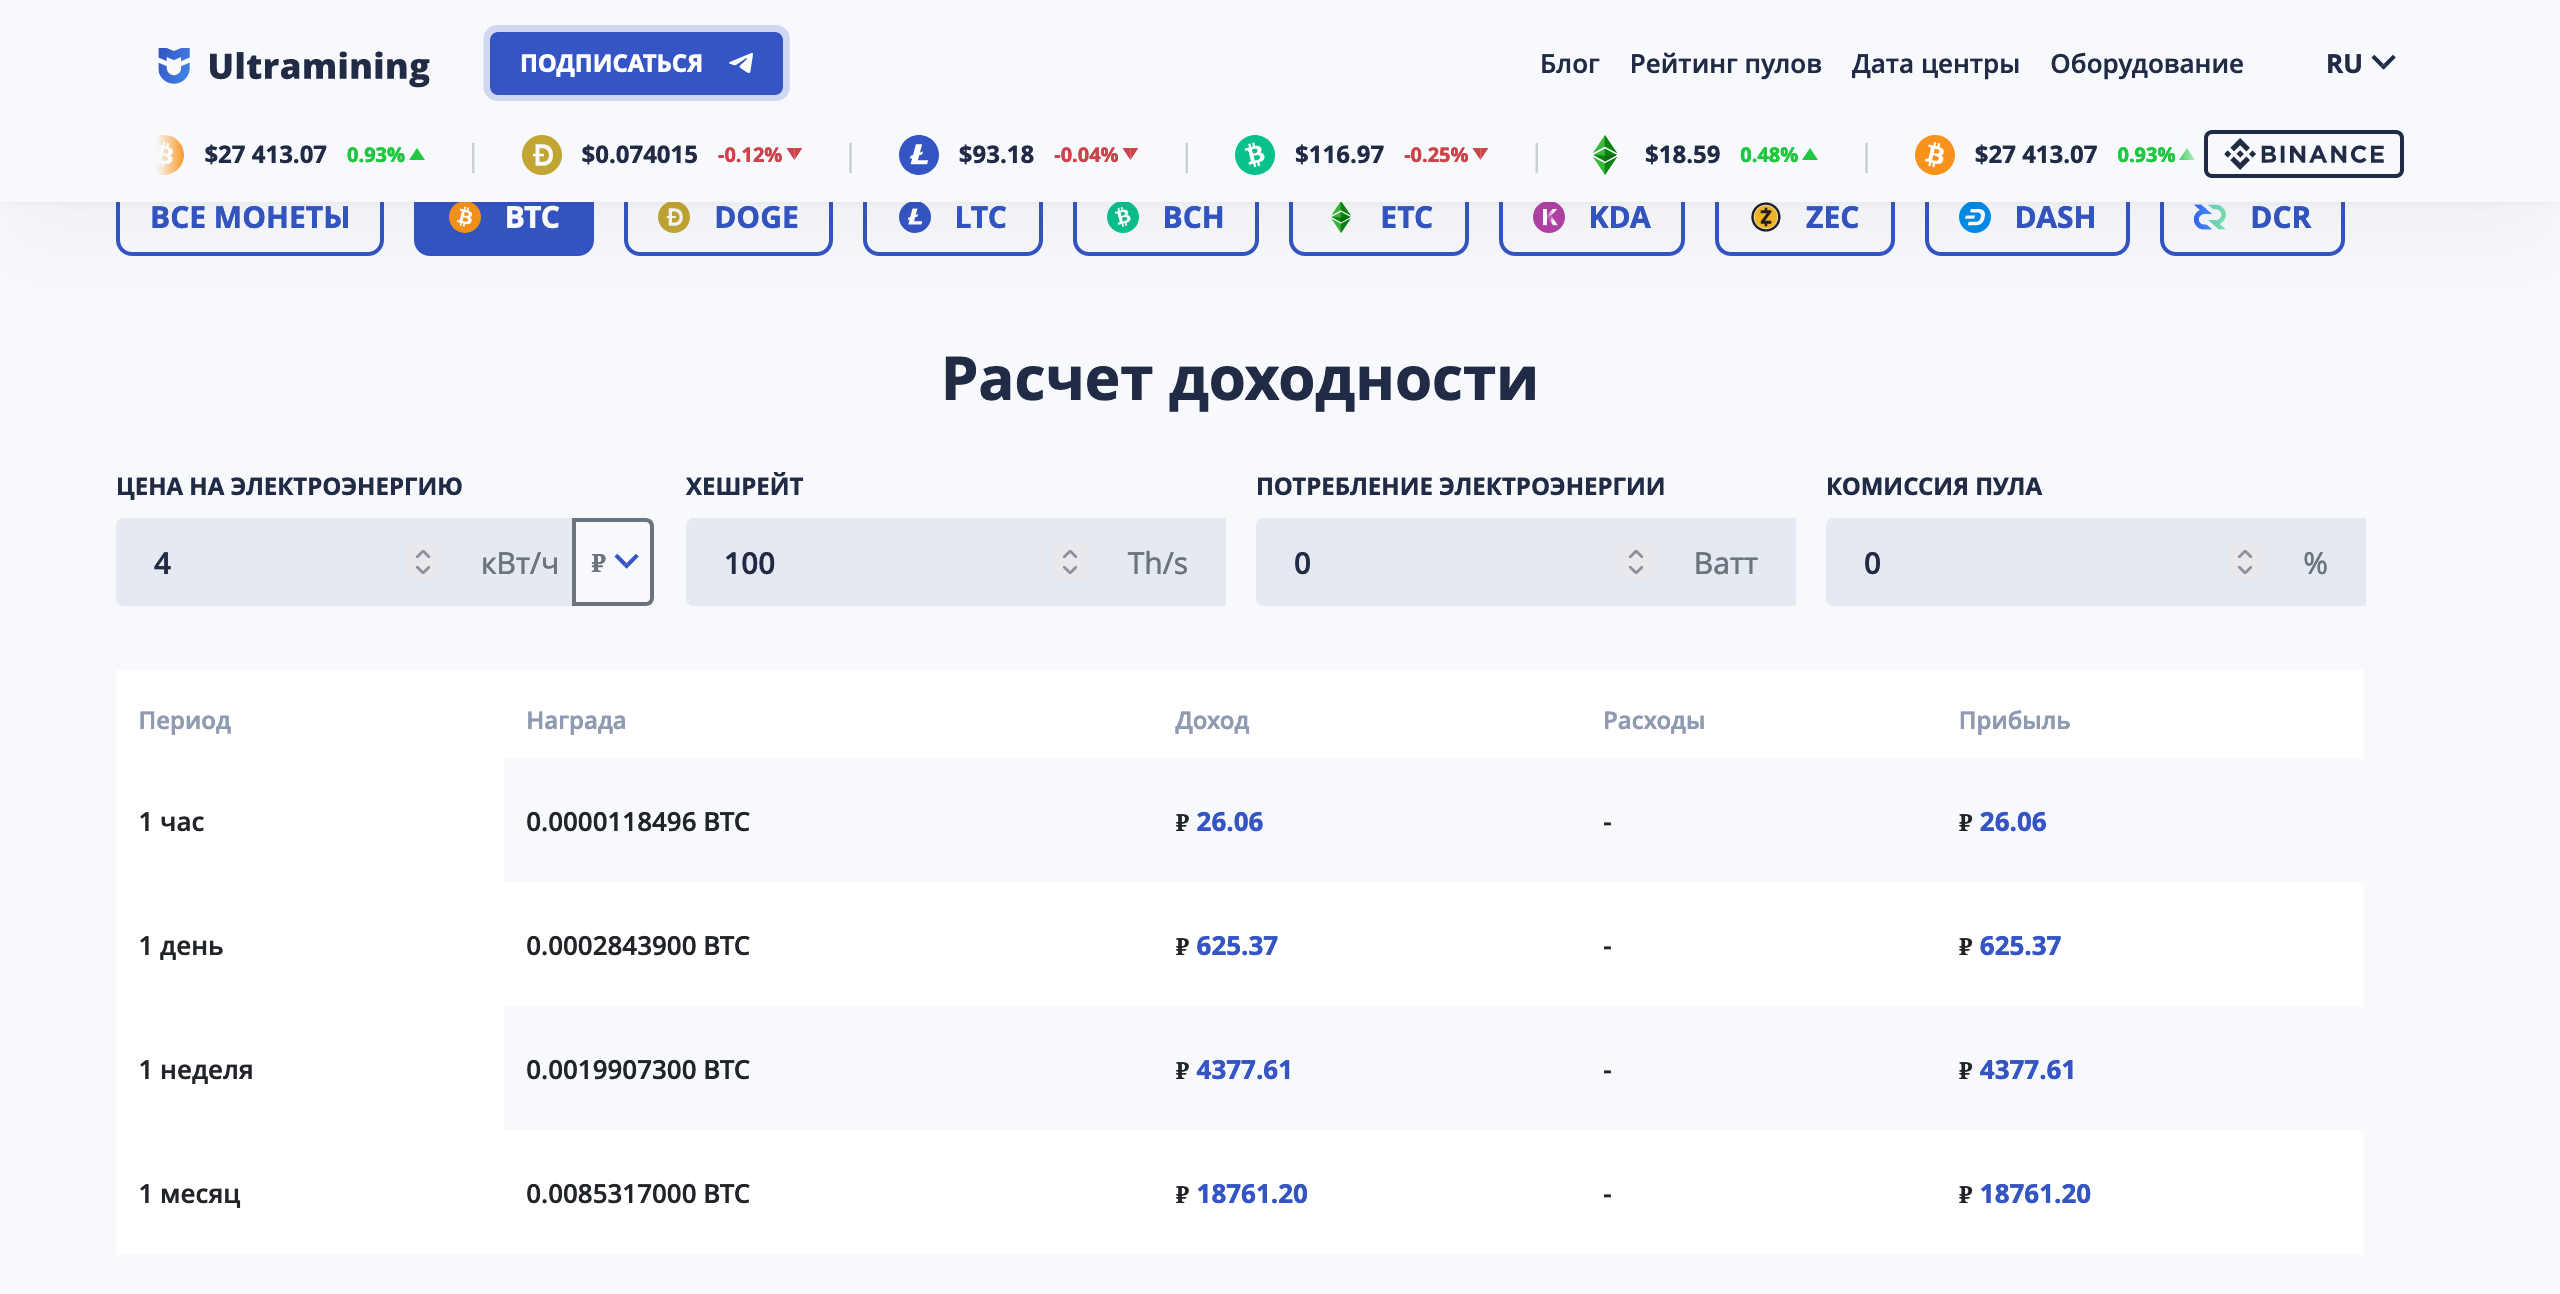 Ultramining ПОДПИСАТЬСЯ Блог Рейтинг пулов Дата центры Оборудование RU
$27 413.07 0.93% $0.074015 -0.12% $93.18 -0.04% $116.97 -0.25% $18.59 0.48% $27 413.07 0.93% BINANCE
ВСЕ МОНЕТЫ BTC DOGE LTC BCH ETC KDA ZEC DASH DCR
Расчет доходности
ЦЕНА НА ЭЛЕКТРОЭНЕРГИЮ ХЕШРЕЙТ ПОТРЕБЛЕНИЕ ЭЛЕКТРОЭНЕРГИИ КОМИССИЯ ПУЛА
4 кВт/ч ₽ 100 Th/s 0 Ватт 0 %
Период Награда Доход Расходы Прибыль
1 час 0.0000118496 BTC ₽ 26.06 - ₽ 26.06
1 день 0.0002843900 BTC ₽ 625.37 - ₽ 625.37
1 неделя 0.0019907300 BTC ₽ 4377.61 - ₽ 4377.61
1 месяц 0.0085317000 BTC ₽ 18761.20 - ₽ 18761.20